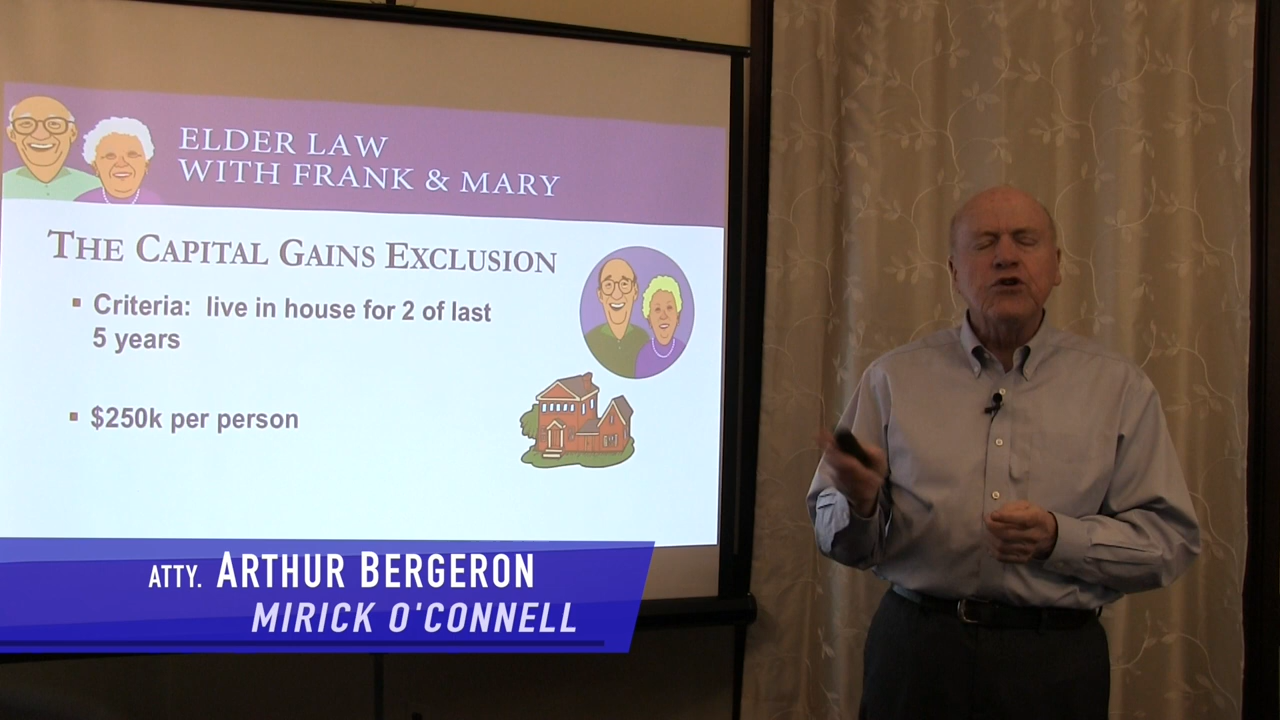 ELDER LAW
WITH FRANK & MARY
THE CAPITAL GAINS EXCLUSION
Criteria: live in house for 2 of last
5 years
$250k per person
ATTY. ARTHUR BERGERON
MIRICK O'CONNELL